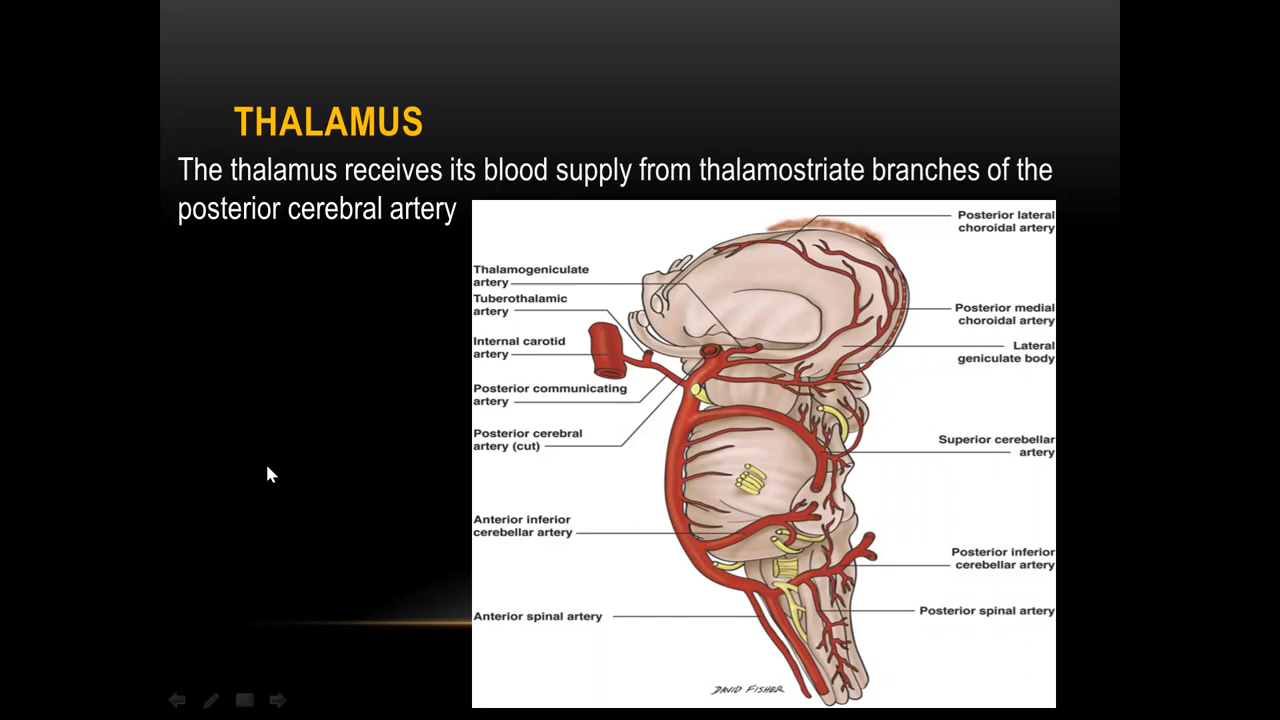 THALAMUS
The thalamus receives its blood supply from thalamostriate branches of the
posterior cerebral artery
Posterior lateral
choroidal artery
Thalamogeniculate
artery
Tuberothalamic
artery
Posterior medial
choroidal artery
Internal carotid
artery
Lateral
geniculate body
Posterior communicating
artery
Posterior cerebral
artery (cut)
Superior cerebellar
artery
Anterior inferior
cerebellar artery
Posterior inferior
cerebellar artery
Anterior spinal artery
Posterior spinal artery
DAVID FISHER